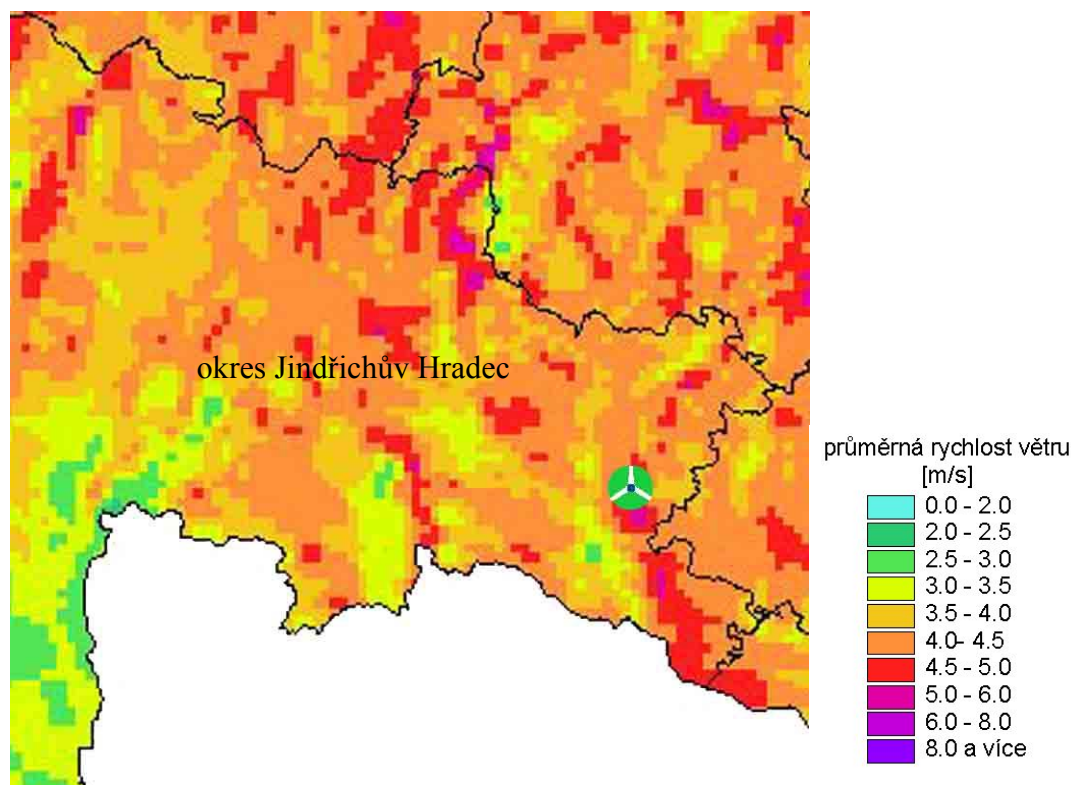 okres Jindřichův Hradec
průměrná rychlost větru
[m/s]
0.0 - 2.0
2.0 - 2.5
2.5 - 3.0
3.0 - 3.5
3.5 - 4.0
4.0- 4.5
4.5 - 5.0
5.0 - 6.0
6.0 - 8.0
8.0 a více